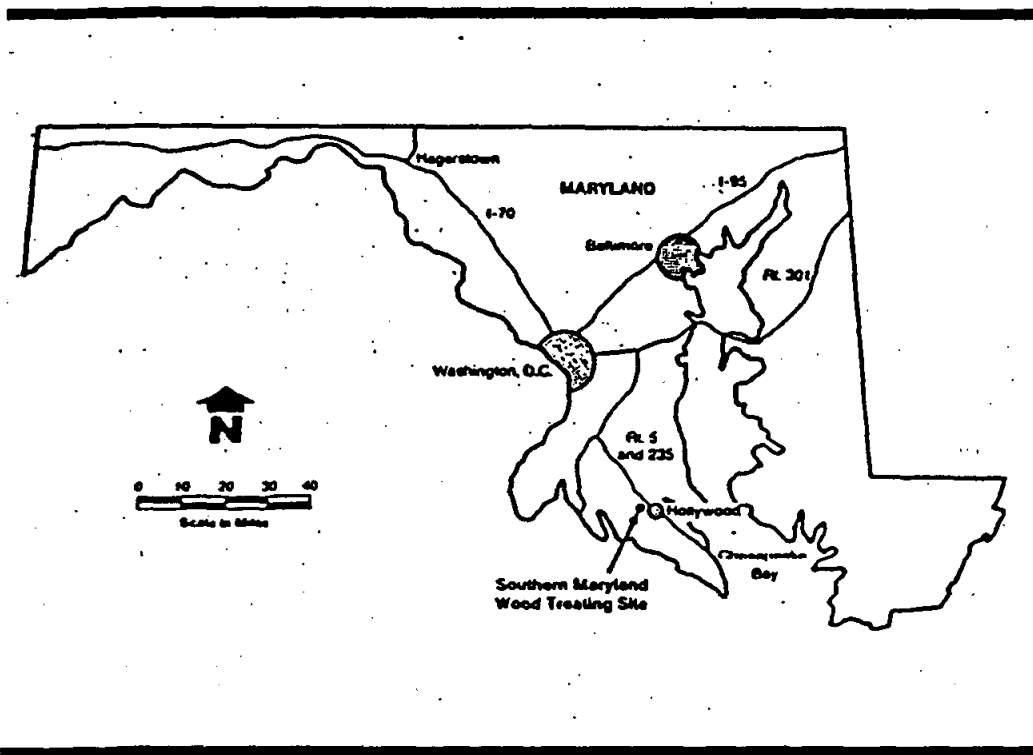 Hagerstown
MARYLAND
I-95
I-70
Baltimore
Rt. 301
Washington, D.C.
N
Rt. 5
and 235
0 10 20 30 40
Scale in Miles
Hollywood
Chesapeake
Bay
Southern Maryland
Wood Treating Site